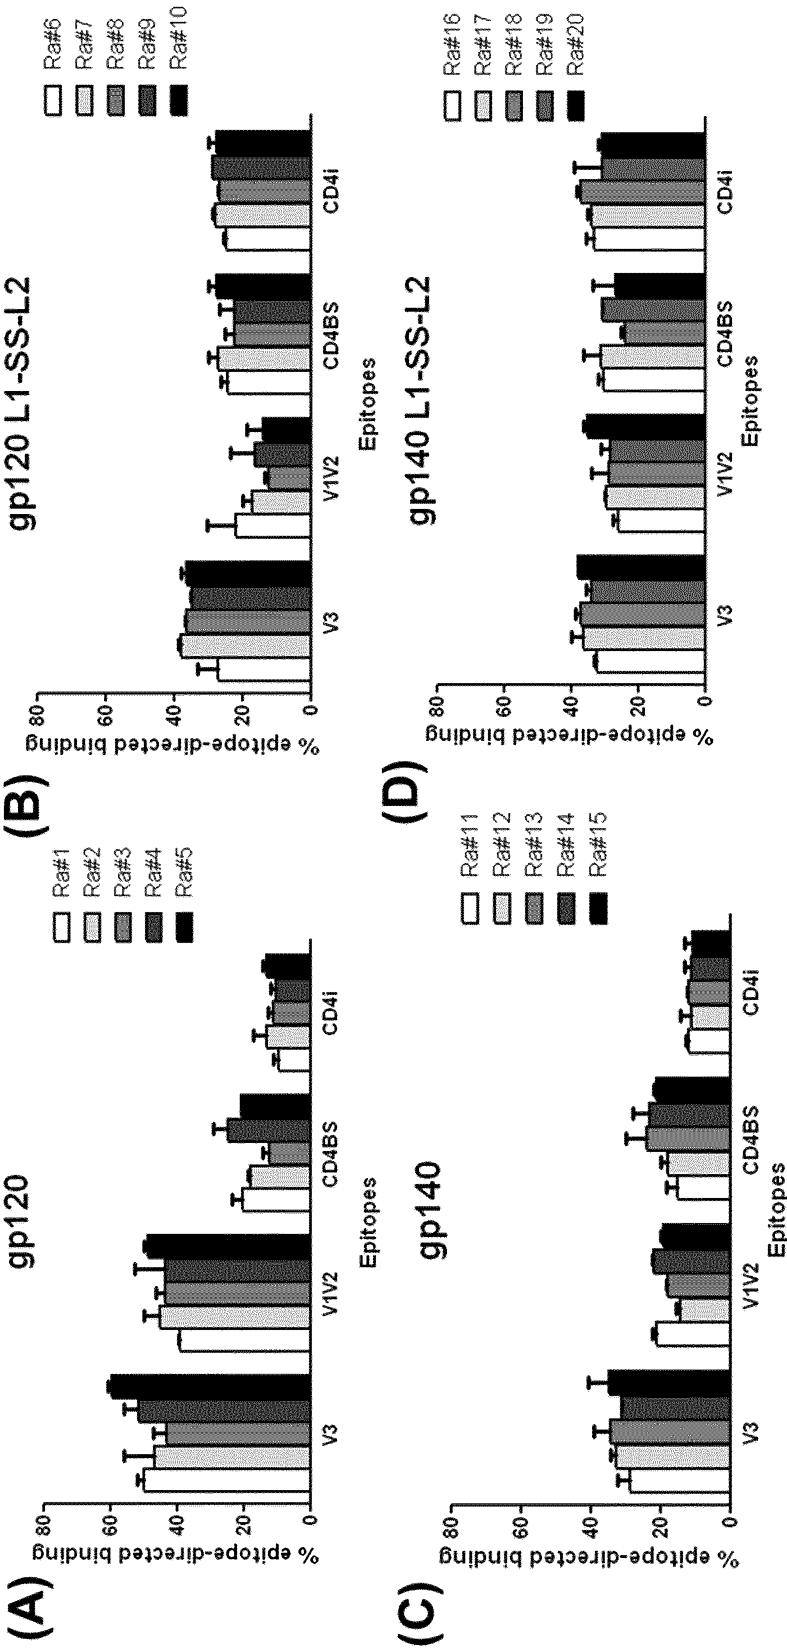 (A)
gp120
% epitope-directed binding
80
60
40
20
0
V3
V1V2
CD4BS
CD4i
Epitopes
Ra#1
Ra#2
Ra#3
Ra#4
Ra#5
(B)
gp120 L1-SS-L2
% epitope-directed binding
80
60
40
20
0
V3
V1V2
CD4BS
CD4i
Epitopes
Ra#6
Ra#7
Ra#8
Ra#9
Ra#10
(C)
gp140
% epitope-directed binding
80
60
40
20
0
V3
V1V2
CD4BS
CD4i
Epitopes
Ra#11
Ra#12
Ra#13
Ra#14
Ra#15
(D)
gp140 L1-SS-L2
% epitope-directed binding
80
60
40
20
0
V3
V1V2
CD4BS
CD4i
Epitopes
Ra#16
Ra#17
Ra#18
Ra#19
Ra#20